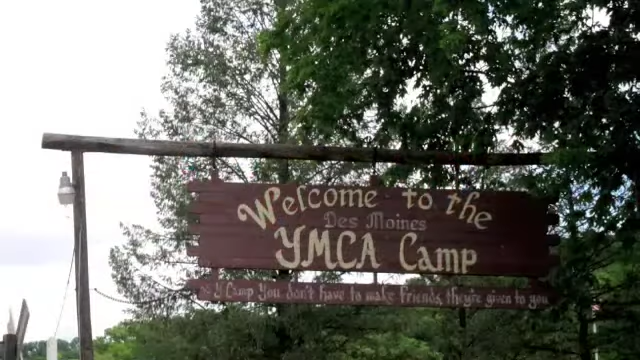 Welcome to the
Des Moines
YMCA Camp
Y Camp You don't have to make friends, they're given to you